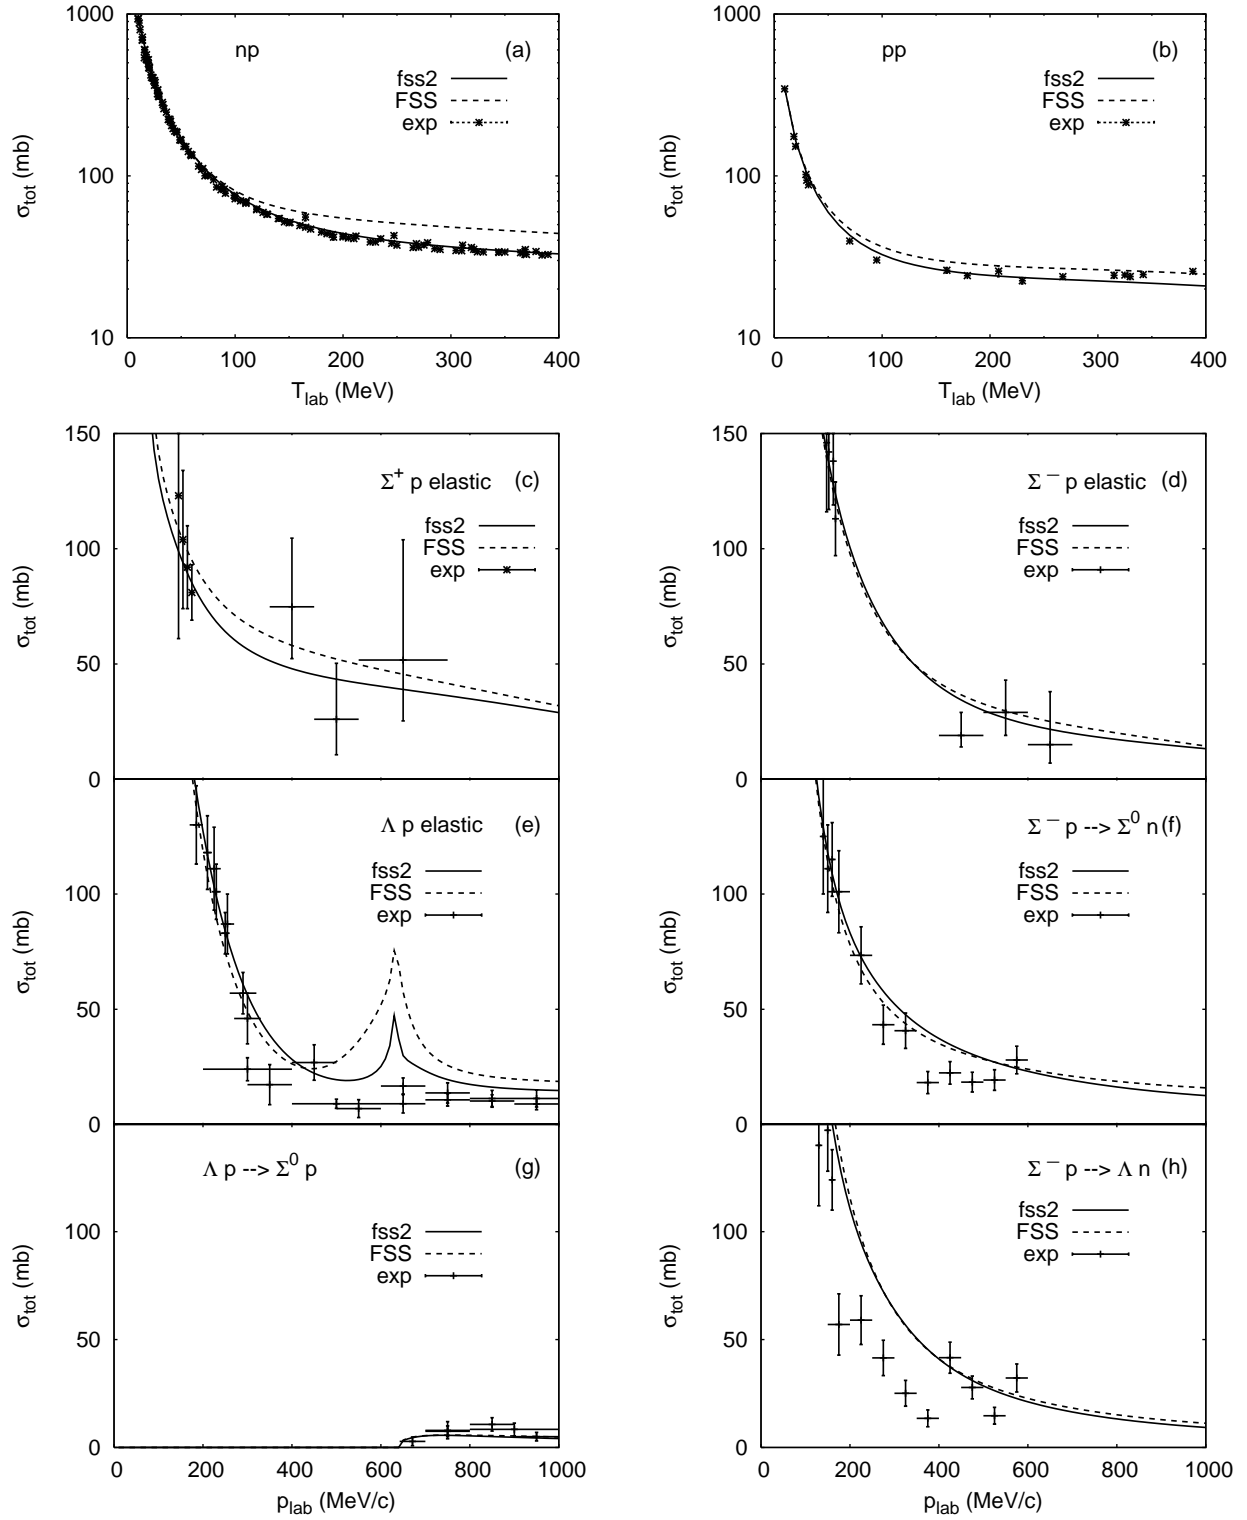 1000
100
10
σtot (mb)
np
(a)
fss2
FSS
exp
0
100
200
300
400
Tlab (MeV)
1000
100
10
σtot (mb)
pp
(b)
fss2
FSS
exp
0
100
200
300
400
Tlab (MeV)
150
100
50
0
σtot (mb)
Σ+ p elastic (c)
fss2
FSS
exp
150
100
50
0
σtot (mb)
Σ− p elastic (d)
fss2
FSS
exp
100
50
0
σtot (mb)
Λ p elastic (e)
fss2
FSS
exp
100
50
0
σtot (mb)
Σ− p --> Σ0 n (f)
fss2
FSS
exp
100
50
0
σtot (mb)
Λ p --> Σ0 p (g)
fss2
FSS
exp
0 200 400 600 800 1000
plab (MeV/c)
100
50
0
σtot (mb)
Σ− p --> Λ n (h)
fss2
FSS
exp
0 200 400 600 800 1000
plab (MeV/c)